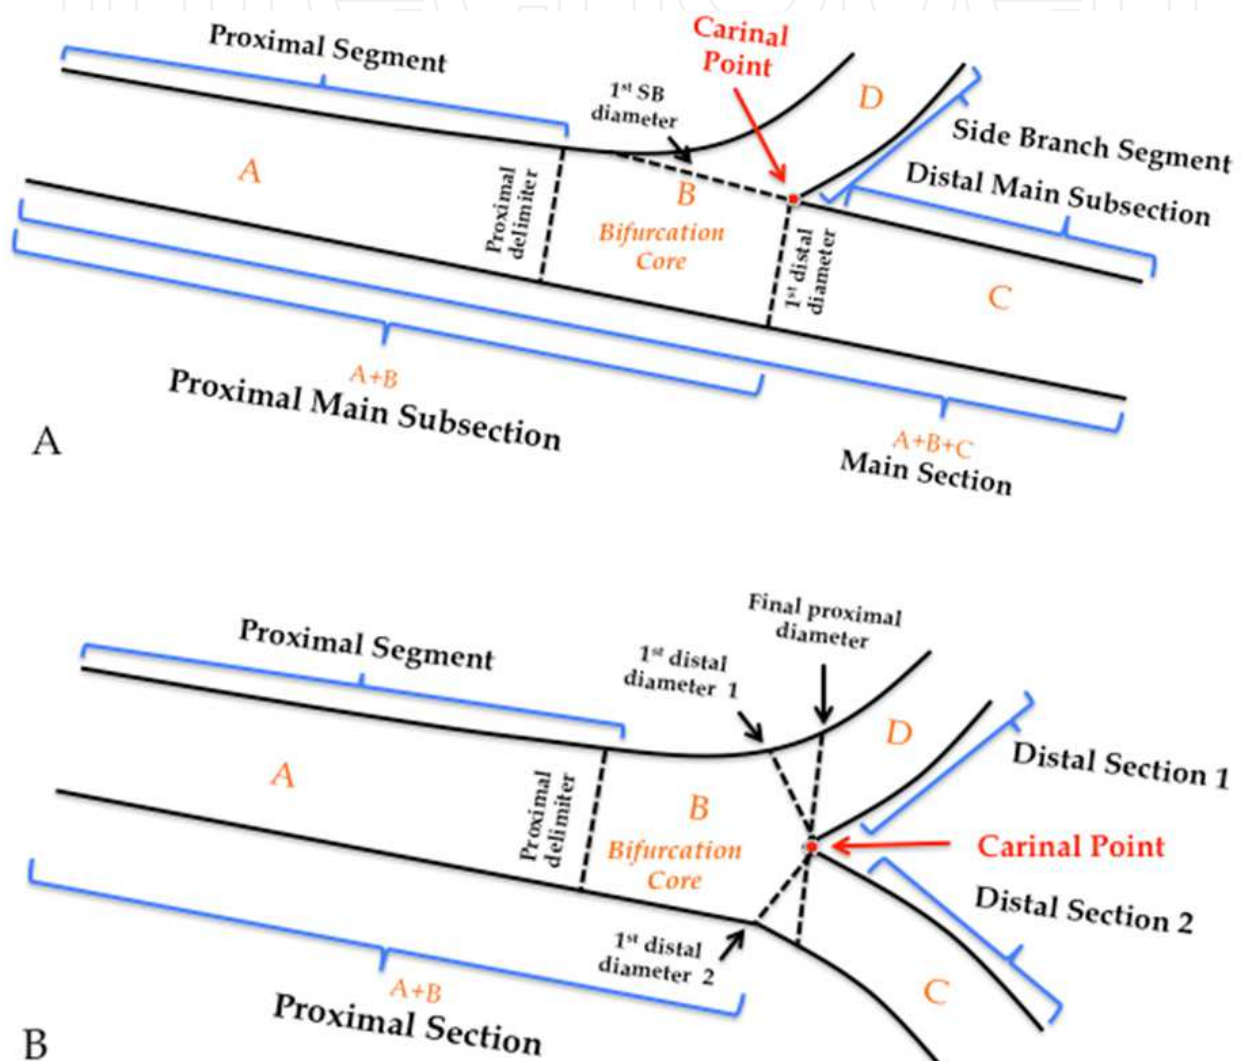 Proximal Segment
Carinal
Point
1st SB
diameter
D
Side Branch Segment
Distal Main Subsection
A
Proximal
delimiter
B
Bifurcation
Core
1st distal
diameter
C
A+B
Proximal Main Subsection
A+B+C
Main Section
A
Final proximal
diameter
Proximal Segment
1st distal
diameter 1
D
Distal Section 1
A
Proximal
delimiter
B
Bifurcation
Core
Carinal Point
Distal Section 2
1st distal
diameter 2
C
A+B
Proximal Section
B